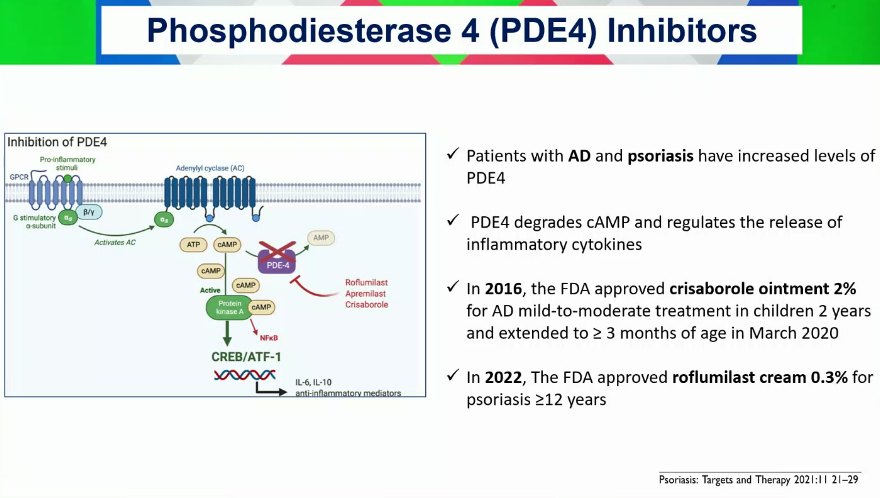 Phosphodiesterase 4 (PDE4) Inhibitors
Inhibition of PDE4
Pro-inflammatory
stimuli
GPCR
Adenylyl cyclase (AC)
β/γ
G stimulatory
α-subunit
αs
αs
Activates AC
ATP
cAMP
AMP
PDE-4
cAMP
cAMP
Active
Protein
kinase A
cAMP
Roflumilast
Apremilast
Crisaborole
NFκB
CREB/ATF-1
IL-6, IL-10
anti-inflammatory mediators
✓ Patients with AD and psoriasis have increased levels of
PDE4
✓ PDE4 degrades cAMP and regulates the release of
inflammatory cytokines
✓ In 2016, the FDA approved crisaborole ointment 2%
for AD mild-to-moderate treatment in children 2 years
and extended to ≥ 3 months of age in March 2020
✓ In 2022, The FDA approved roflumilast cream 0.3% for
psoriasis ≥12 years
Psoriasis: Targets and Therapy 2021:11 21–29